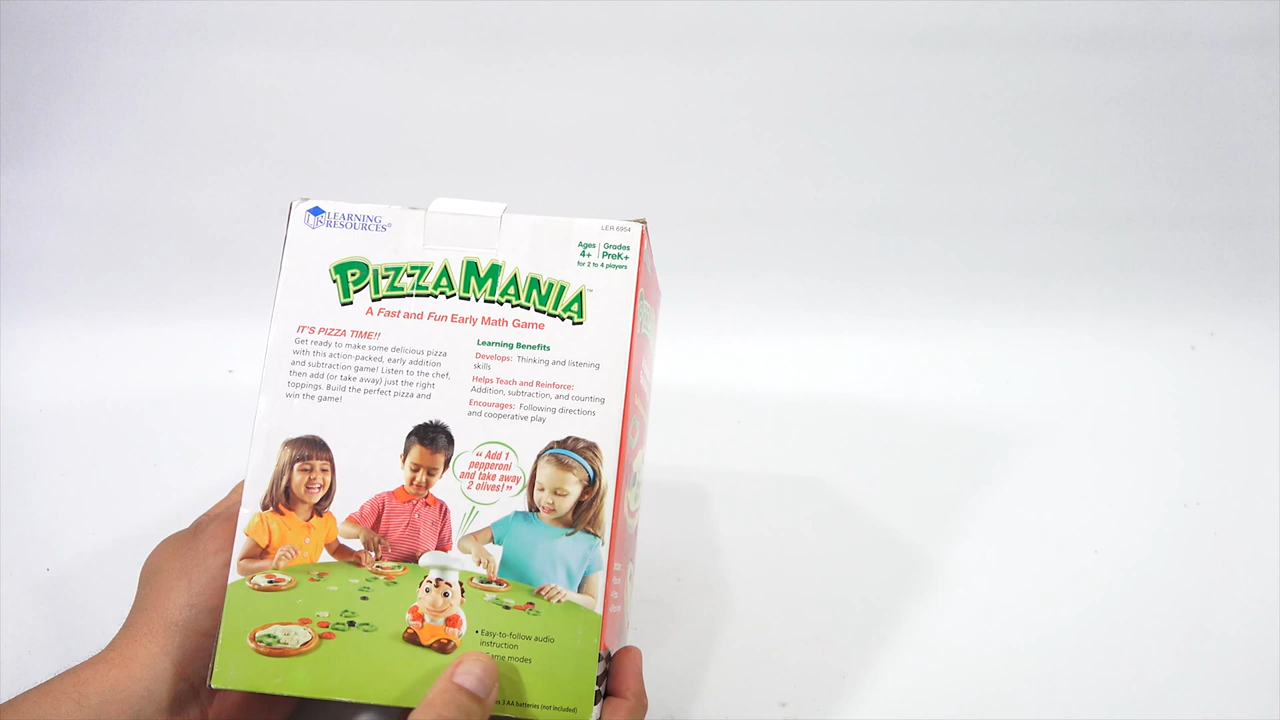 LEARNING
RESOURCES®
LER 6954
Ages
4+
Grades
PreK+
for 2 to 4 players
PIZZA MANIA™
A Fast and Fun Early Math Game
IT'S PIZZA TIME!!
Get ready to make some delicious pizza
with this action-packed, early addition
and subtraction game! Listen to the chef,
then add (or take away) just the right
toppings. Build the perfect pizza and
win the game!
Learning Benefits
Develops: Thinking and listening
skills
Helps Teach and Reinforce:
Addition, subtraction, and counting
Encourages: Following directions
and cooperative play
"Add 1
pepperoni
and take away
2 olives!"
• Easy-to-follow audio
instruction
modes
3 AA batteries (not included)